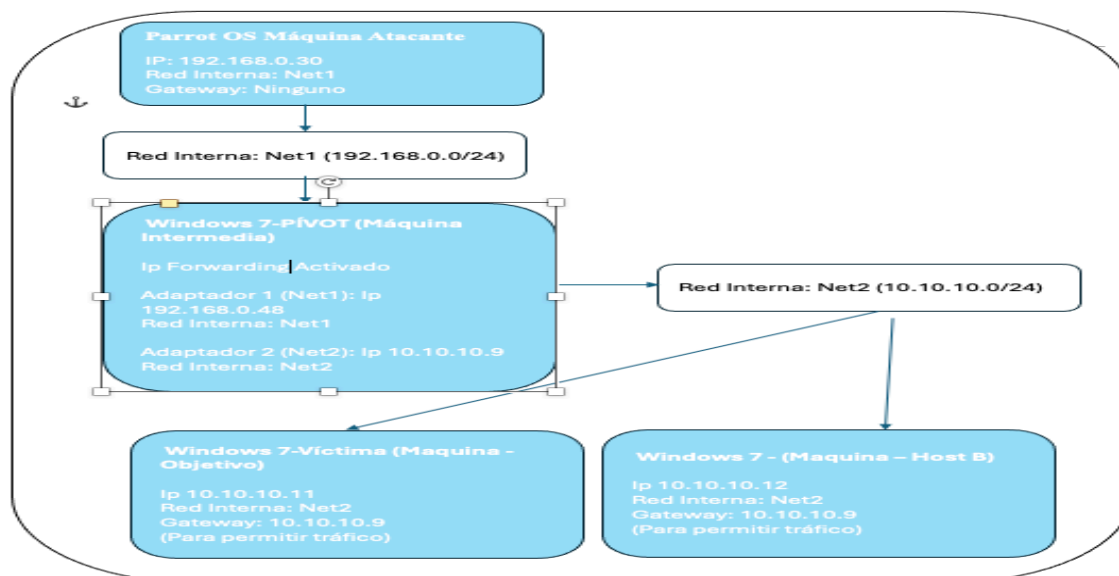 Parrot OS Máquina Atacante
IP: 192.168.0.30
Red Interna: Net1
Gateway: Ninguno
Red Interna: Net1 (192.168.0.0/24)
Windows 7-PÍVOT (Máquina
Intermedia)
Ip Forwarding Activado
Adaptador 1 (Net1): Ip
192.168.0.48
Red Interna: Net1
Adaptador 2 (Net2): Ip 10.10.10.9
Red Interna: Net2
Red Interna: Net2 (10.10.10.0/24)
Windows 7-Víctima (Maquina -
Objetivo)
Ip 10.10.10.11
Red Interna: Net2
Gateway: 10.10.10.9
(Para permitir tráfico)
Windows 7 - (Maquina – Host B)
Ip 10.10.10.12
Red Interna: Net2
Gateway: 10.10.10.9
(Para permitir tráfico)